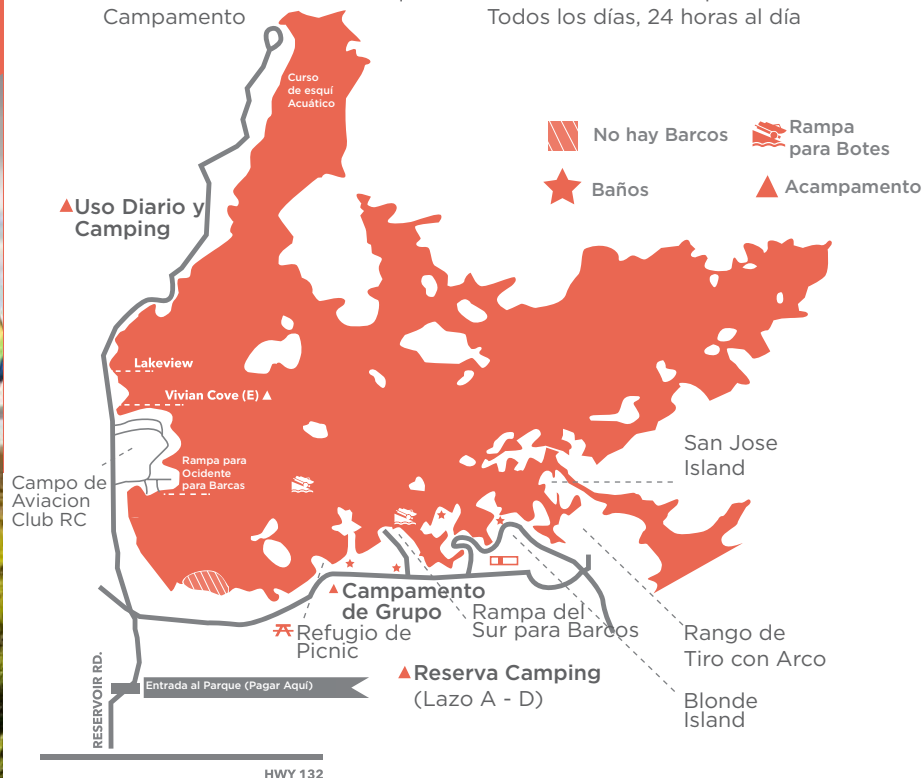 Campamento
Todos los días, 24 horas al día
Curso
de esquí
Acuático
No hay Barcos
Rampa
para Botes
Baños
Acampamento
Uso Diario y
Camping
Lakeview
Vivian Cove (E)
Rampa para
Ocidente
para Barcas
San Jose
Island
Campo de
Aviacion
Club RC
Campamento
de Grupo
Rampa del
Sur para Barcos
Refugio de
Picnic
Rango de
Tiro con Arco
Reserva Camping
(Lazo A - D)
Blonde
Island
Entrada al Parque (Pagar Aquí)
RESERVOIR RD.
HWY 132